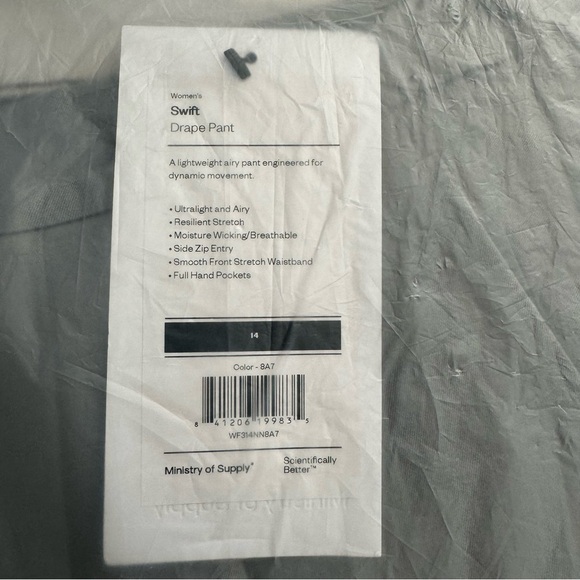 Women's
Swift
Drape Pant
A lightweight airy pant engineered for
dynamic movement.
• Ultralight and Airy
• Resilient Stretch
• Moisture Wicking/Breathable
• Side Zip Entry
• Smooth Front Stretch Waistband
• Full Hand Pockets
14
Color - 8A7
8 41206 19983 5
WF314NN8A7
Ministry of Supply® Scientifically
Better™